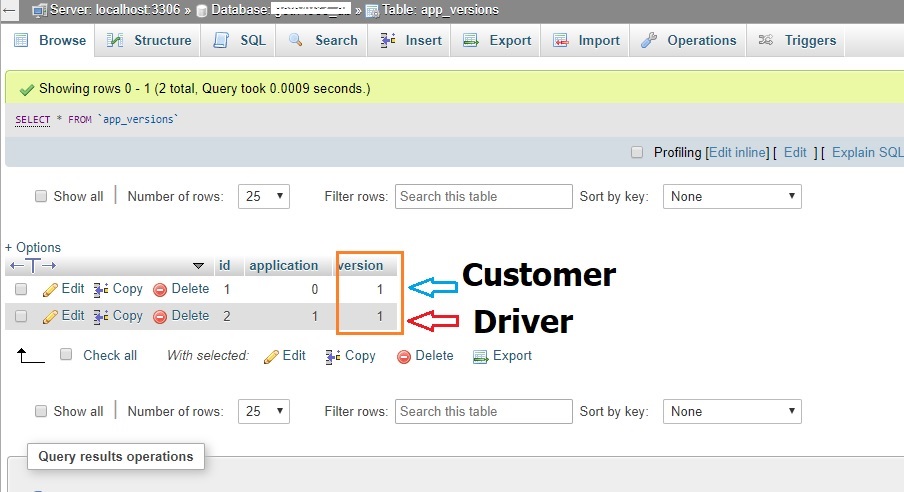 Server: localhost:3306 » Database: » Table: app_versions
Browse Structure SQL Search Insert Export Import Operations Triggers
Showing rows 0 - 1 (2 total, Query took 0.0009 seconds.)
SELECT * FROM `app_versions`
Profiling [Edit inline] [ Edit ] [ Explain SQL
Show all Number of rows: 25 Filter rows: Search this table Sort by key: None
+ Options
id application version
Edit Copy Delete 1 0 1 Customer
Edit Copy Delete 2 1 1 Driver
Check all With selected: Edit Copy Delete Export
Show all Number of rows: 25 Filter rows: Search this table Sort by key: None
Query results operations